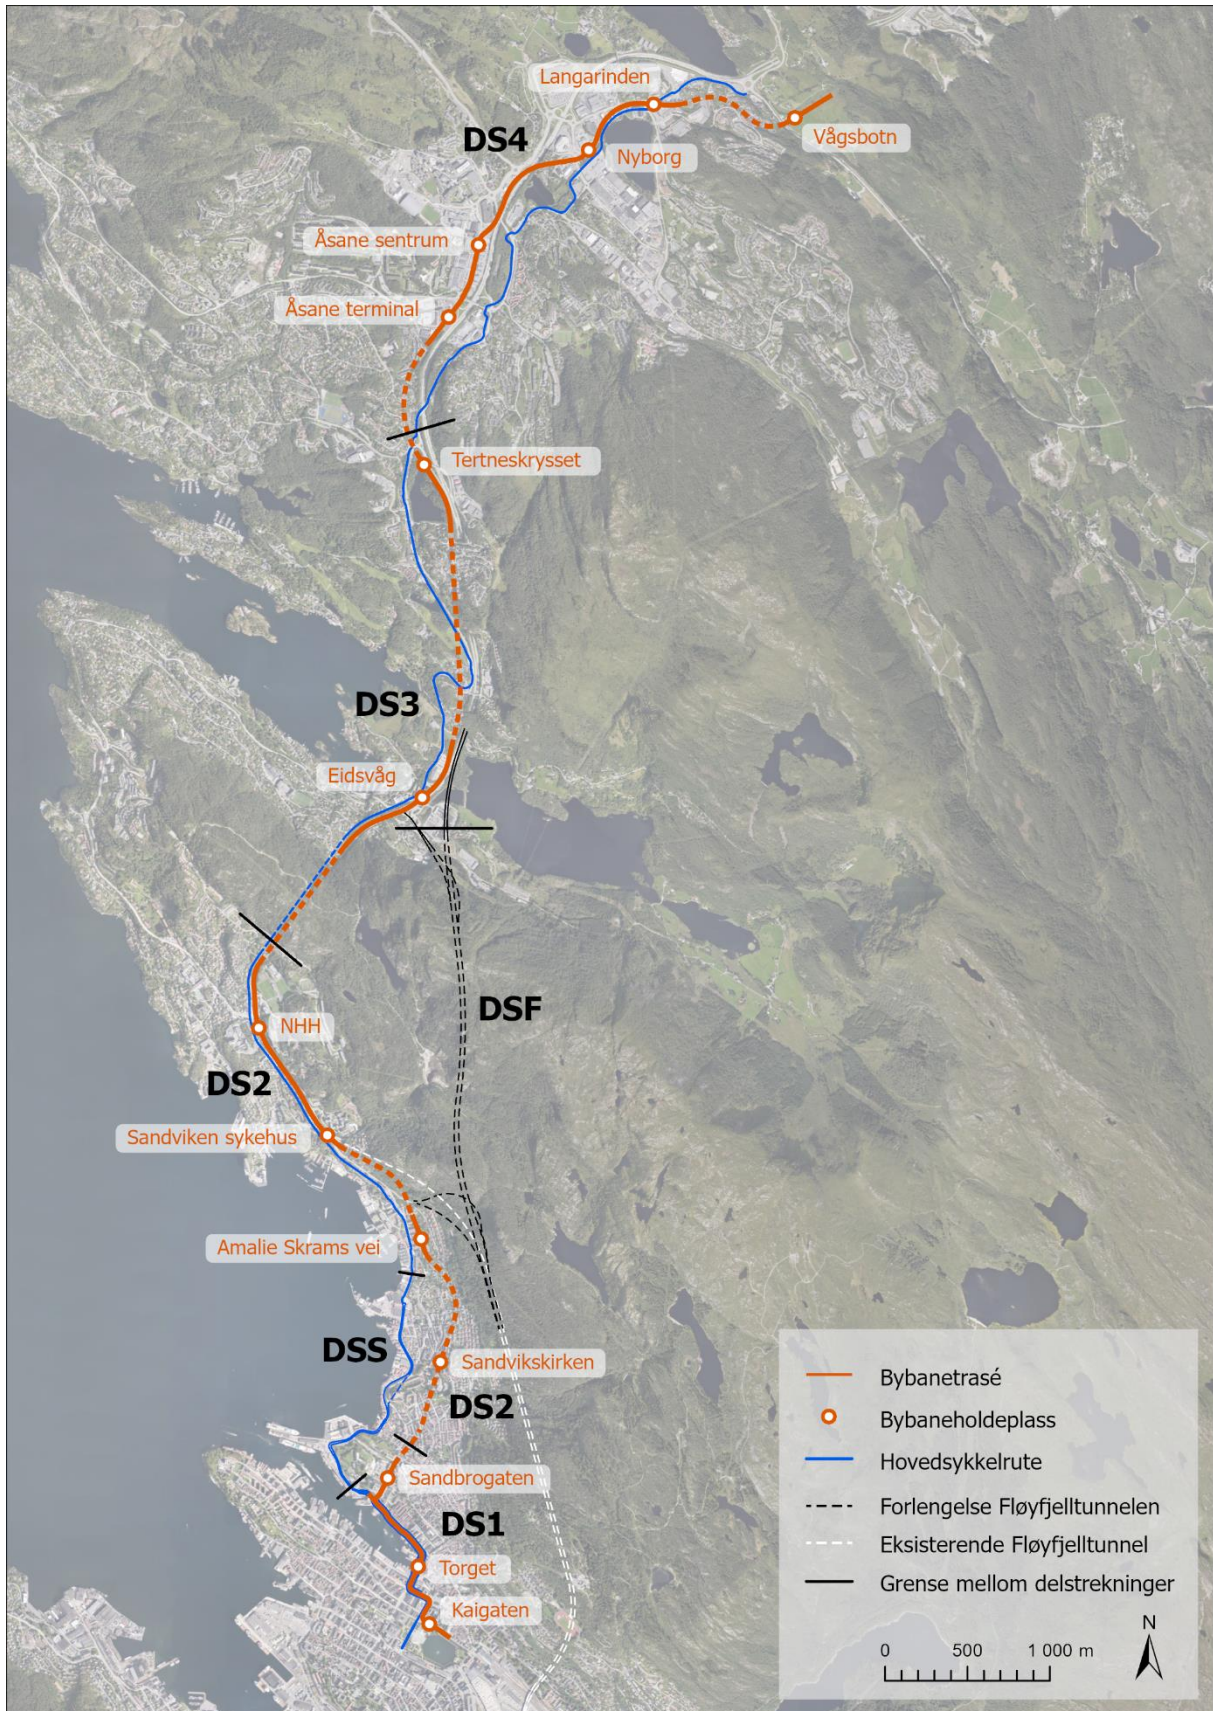 Langarinden
DS4
Vågsbotn
Nyborg
Åsane sentrum
Åsane terminal
Tertneskrysset
DS3
Eidsvåg
DSF
NHH
DS2
Sandviken sykehus
Amalie Skrams vei
DSS
Sandvikskirken
DS2
Sandbrogaten
DS1
Torget
Kaigaten
Bybanetrasé
Bybaneholdeplass
Hovedsykkelrute
Forlengelse Fløyfjelltunnelen
Eksisterende Fløyfjelltunnel
Grense mellom delstrekninger
N
0 500 1 000 m